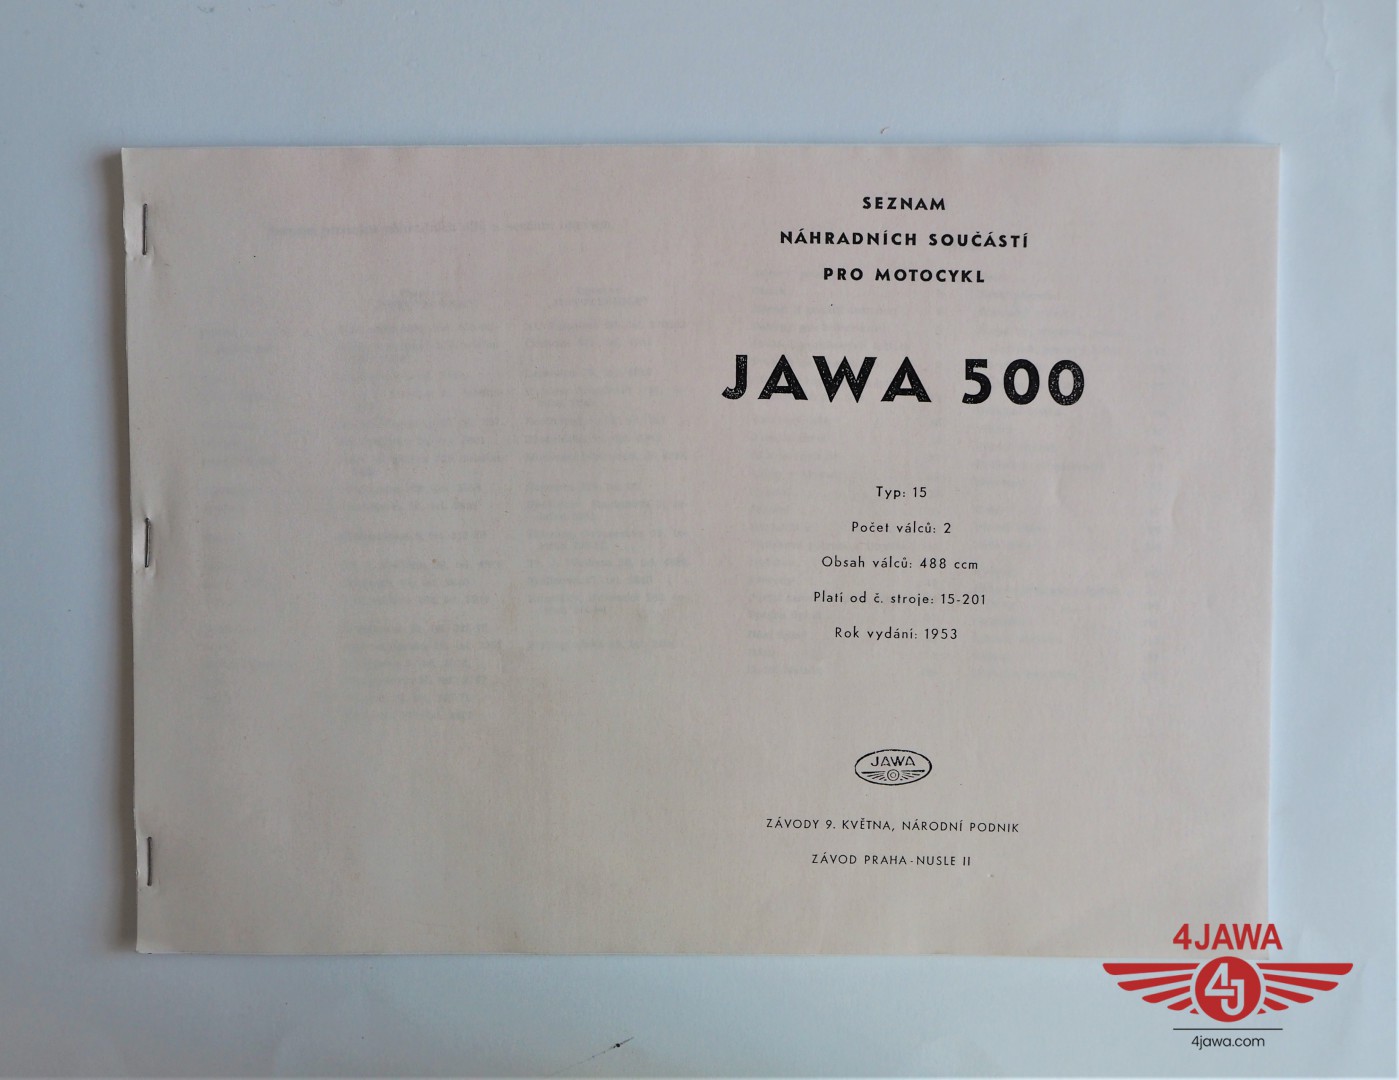 SEZNAM
NÁHRADNÍCH SOUČÁSTÍ
PRO MOTOCYKL
JAWA 500
Typ: 15
Počet válců: 2
Obsah válců: 488 ccm
Platí od č. stroje: 15-201
Rok vydání: 1953
JAWA
ZÁVODY 9. KVĚTNA, NÁRODNÍ PODNIK
ZÁVOD PRAHA-NUSLE II
4JAWA
4J
4jawa.com